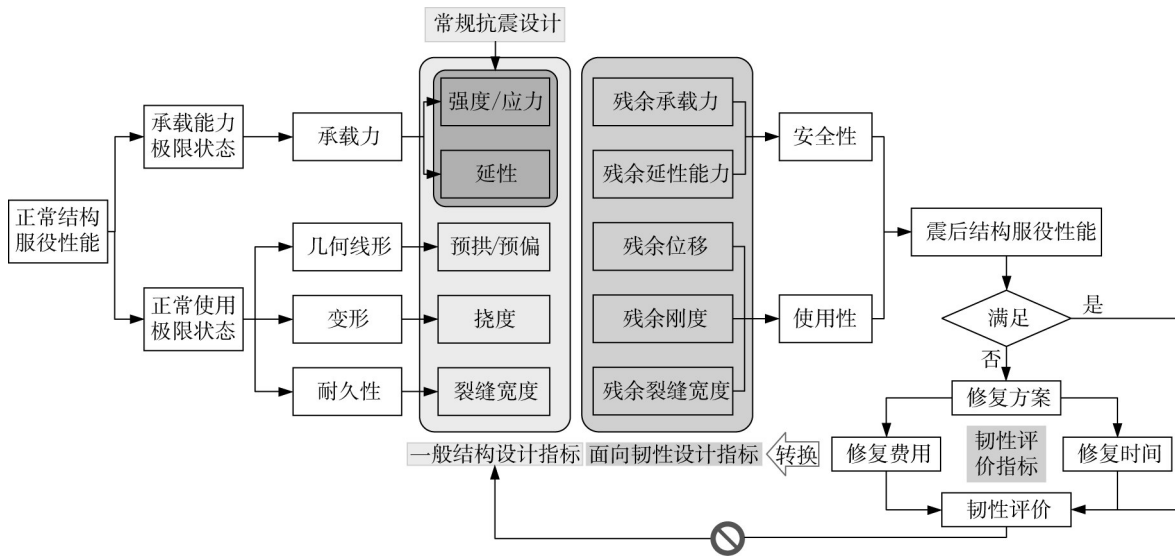 常规抗震设计
强度/应力
残余承载力
承载能力
极限状态
承载力
安全性
延性
残余延性能力
正常结构
服役性能
几何线形
预拱/预偏
残余位移
震后结构服役性能
正常使用
极限状态
变形
挠度
残余刚度
使用性
满足
是
否
耐久性
裂缝宽度
残余裂缝宽度
修复方案
一般结构设计指标
面向韧性设计指标
转换
修复费用
韧性评
价指标
修复时间
韧性评价